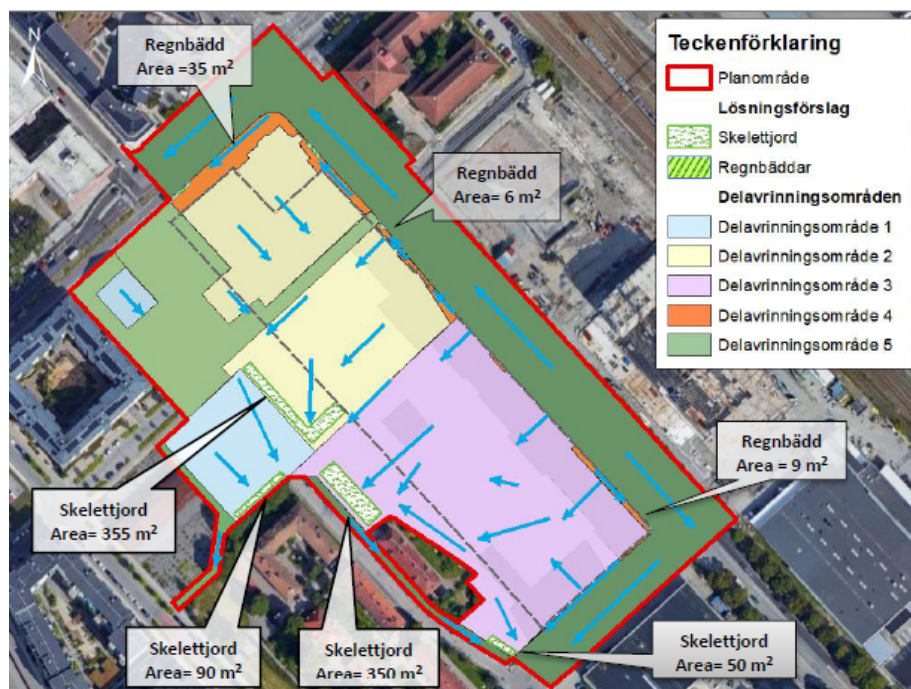 N
Regnbädd
Area =35 m²
Regnbädd
Area= 6 m²
Teckenförklaring
Planområde
Lösningsförslag
Skelettjord
Regnbäddar
Delavrinningsområden
Delavrinningsområde 1
Delavrinningsområde 2
Delavrinningsområde 3
Delavrinningsområde 4
Delavrinningsområde 5
Regnbädd
Area = 9 m²
Skelettjord
Area= 355 m²
Skelettjord
Area= 90 m²
Skelettjord
Area= 350 m²
Skelettjord
Area= 50 m²